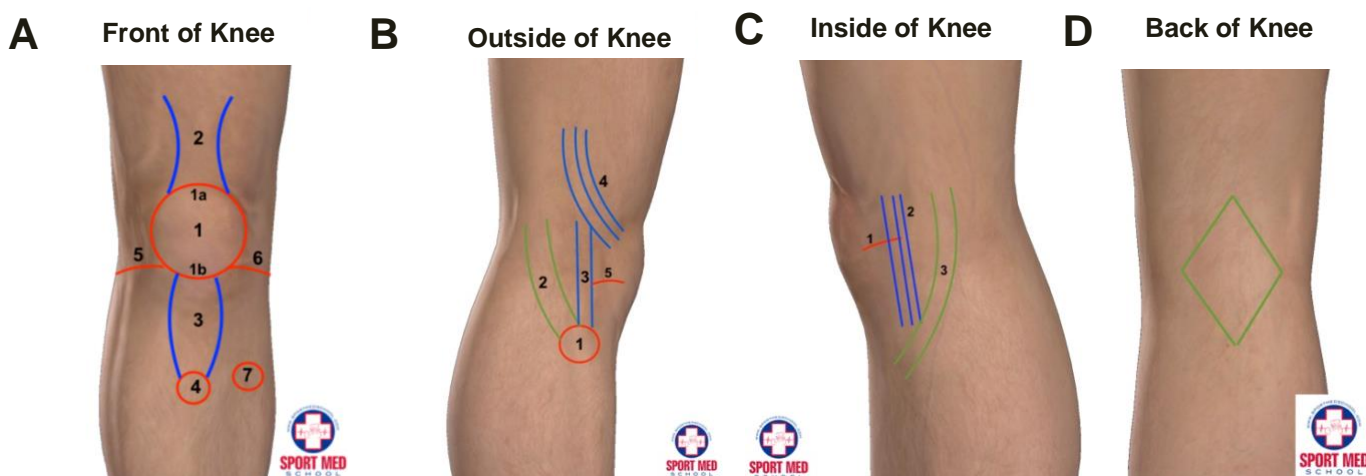 A Front of Knee
B Outside of Knee
C Inside of Knee
D Back of Knee
2
1a
1
5
6
1b
3
4
7
SPORT MED
SCHOOL
4
2
3
5
1
SPORT MED
SCHOOL
2
1
3
SPORT MED
SCHOOL
SPORT MED
SCHOOL